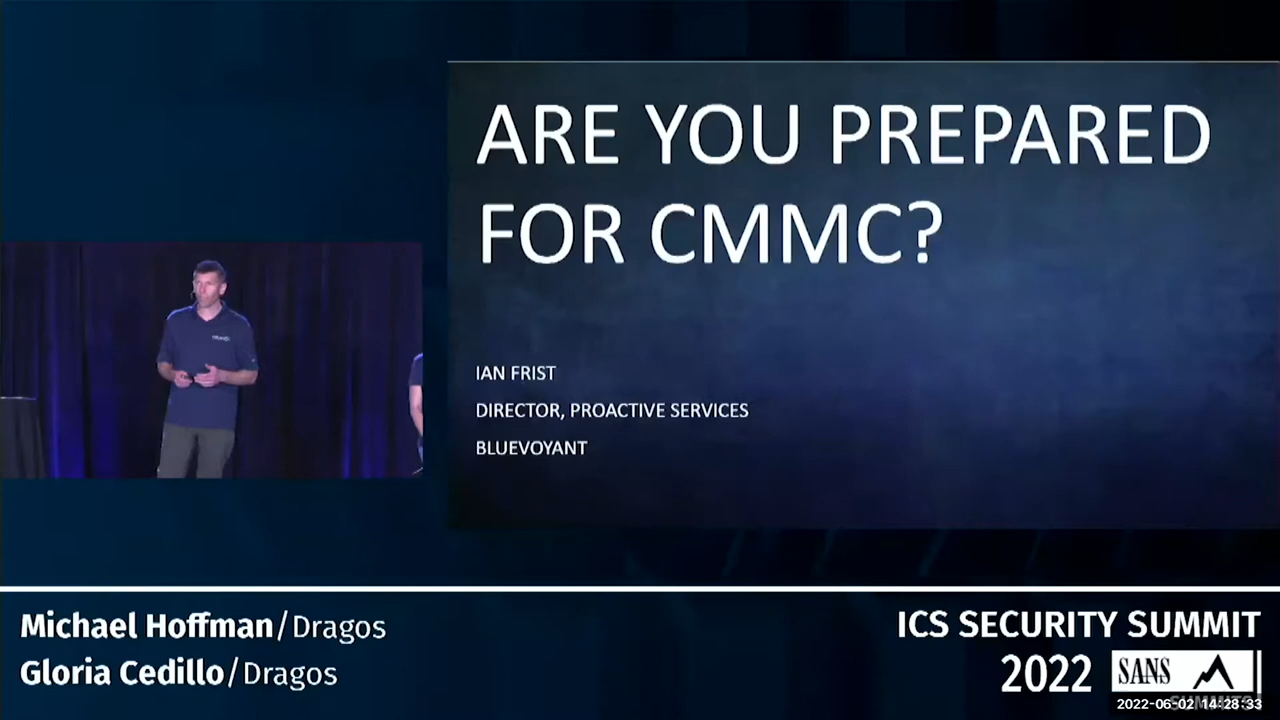 ARE YOU PREPARED
FOR CMMC?
IAN FRIST
DIRECTOR, PROACTIVE SERVICES
BLUEVOYANT
Michael Hoffman/Dragos
Gloria Cedillo/Dragos
ICS SECURITY SUMMIT
2022
SANS
SUMMITS
2022-06-02 14:28:33